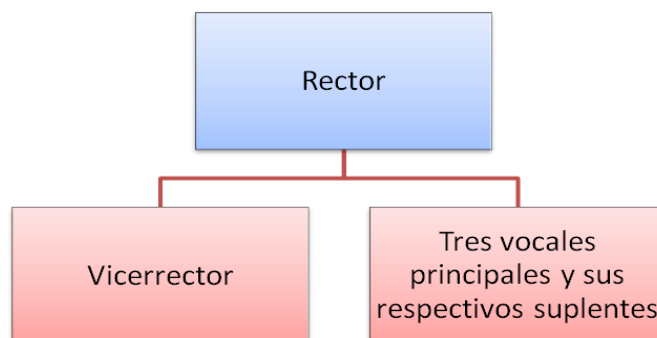 Rector
Vicerrector
Tres vocales
principales y sus
respectivos suplentes